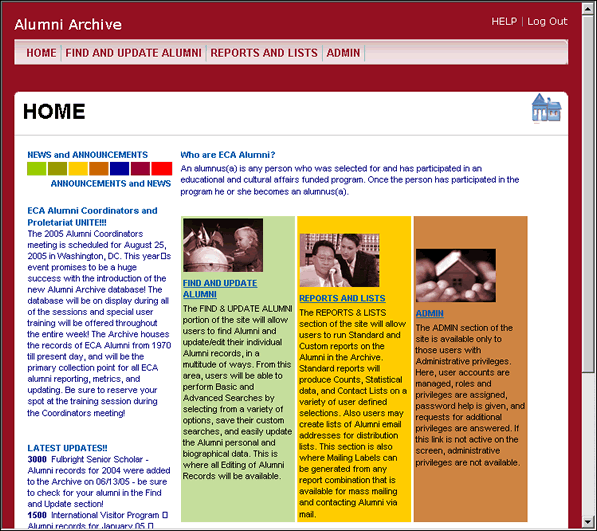 Alumni Archive
HELP | Log Out
HOME | FIND AND UPDATE ALUMNI | REPORTS AND LISTS | ADMIN
HOME
NEWS and ANNOUNCEMENTS
ANNOUNCEMENTS and NEWS
ECA Alumni Coordinators and
Proletariat UNITE!!!
The 2005 Alumni Coordinators
meeting is scheduled for August 25,
2005 in Washington, DC. This year▯s
event promises to be a huge
success with the introduction of the
new Alumni Archive database! The
database will be on display during all
of the sessions and special user
training will be offered throughout
the entire week! The Archive houses
the records of ECA Alumni from 1970
till present day, and will be the
primary collection point for all ECA
alumni reporting, metrics, and
updating. Be sure to reserve your
spot at the training session during
the Coordinators meeting!
LATEST UPDATES!!
3000 Fulbright Senior Scholar -
Alumni records for 2004 were added
to the Archive on 06/13/05 - be sure
to check for your alumni in the Find
and Update section!
1500 International Visitor Program ▯
Alumni records for January 05 ▯
Who are ECA Alumni?
An alumnus(a) is any person who was selected for and has participated in an
educational and cultural affairs funded program. Once the person has participated in the
program he or she becomes an alumnus(a).
FIND AND UPDATE
ALUMNI
The FIND & UPDATE ALUMNI
portion of the site will allow
users to find Alumni and
update/edit their individual
Alumni records, in a
multitude of ways. From this
area, users will be able to
perform Basic and
Advanced Searches by
selecting from a variety of
options, save their custom
searches, and easily update
the Alumni personal and
biographical data. This is
where all Editing of Alumni
Records will be available.
REPORTS AND LISTS
The REPORTS & LISTS
section of the site will allow
users to run Standard and
Custom reports on the
Alumni in the Archive.
Standard reports will
produce Counts, Statistical
data, and Contact Lists on a
variety of user defined
selections. Also users may
create lists of Alumni email
addresses for distribution
lists. This section is also
where Mailing Labels can
be generated from any
report combination that is
available for mass mailing
and contacting Alumni via
mail.
ADMIN
The ADMIN section of the
site is available only to
those users with
Administrative privileges.
Here, user accounts are
managed, roles and
privileges are assigned,
password help is given, and
requests for additional
privileges are answered. If
this link is not active on the
screen, administrative
privileges are not available.